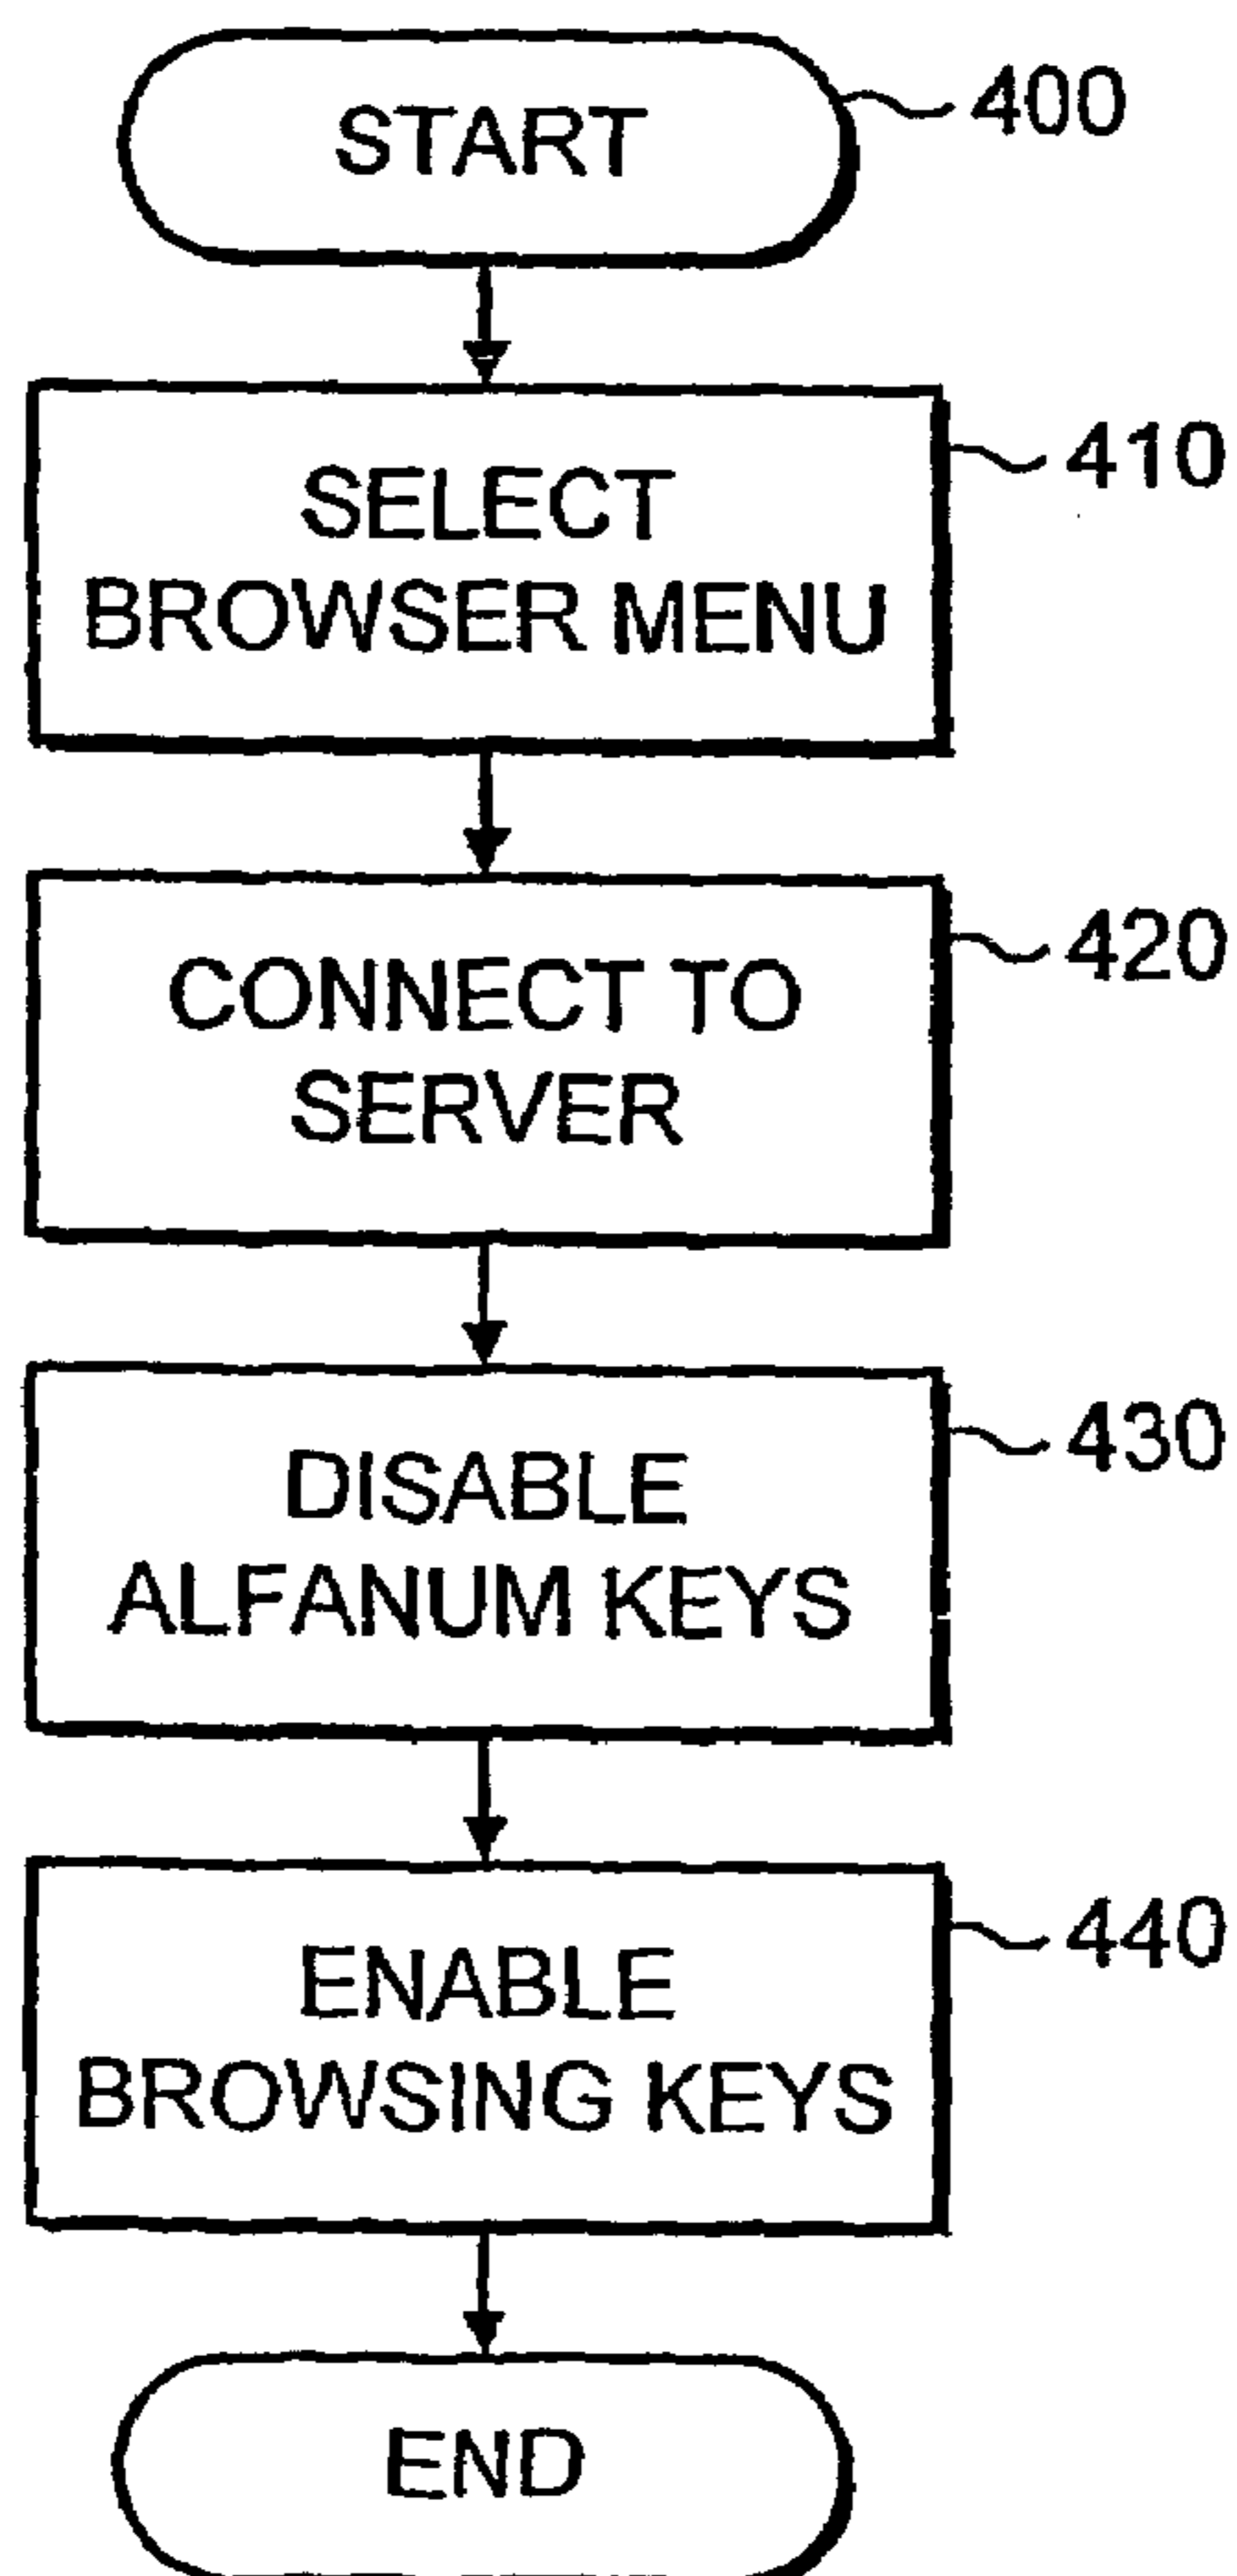 START
400
SELECT
BROWSER MENU
410
CONNECT TO
SERVER
420
DISABLE
ALFANUM KEYS
430
ENABLE
BROWSING KEYS
440
END